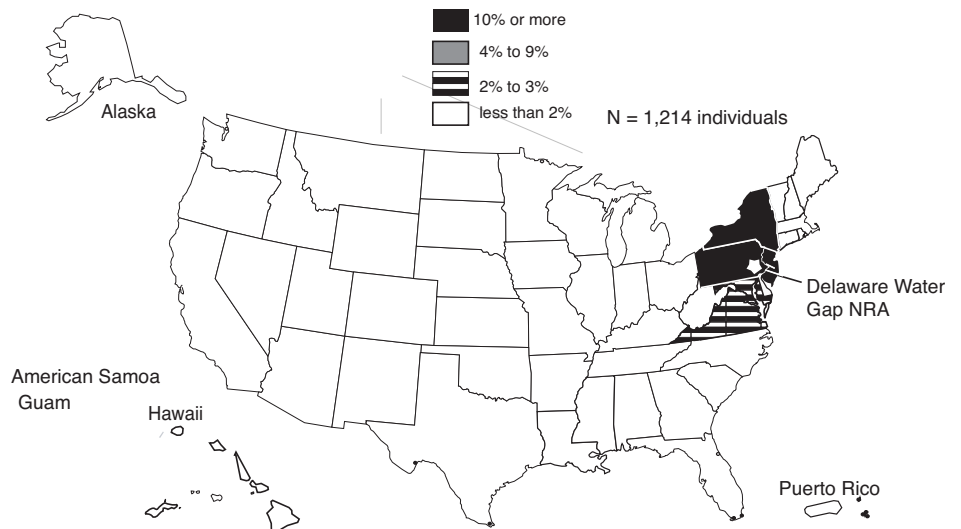 10% or more
4% to 9%
2% to 3%
less than 2%
N = 1,214 individuals
Alaska
Delaware Water
Gap NRA
American Samoa
Guam
Hawaii
Puerto Rico